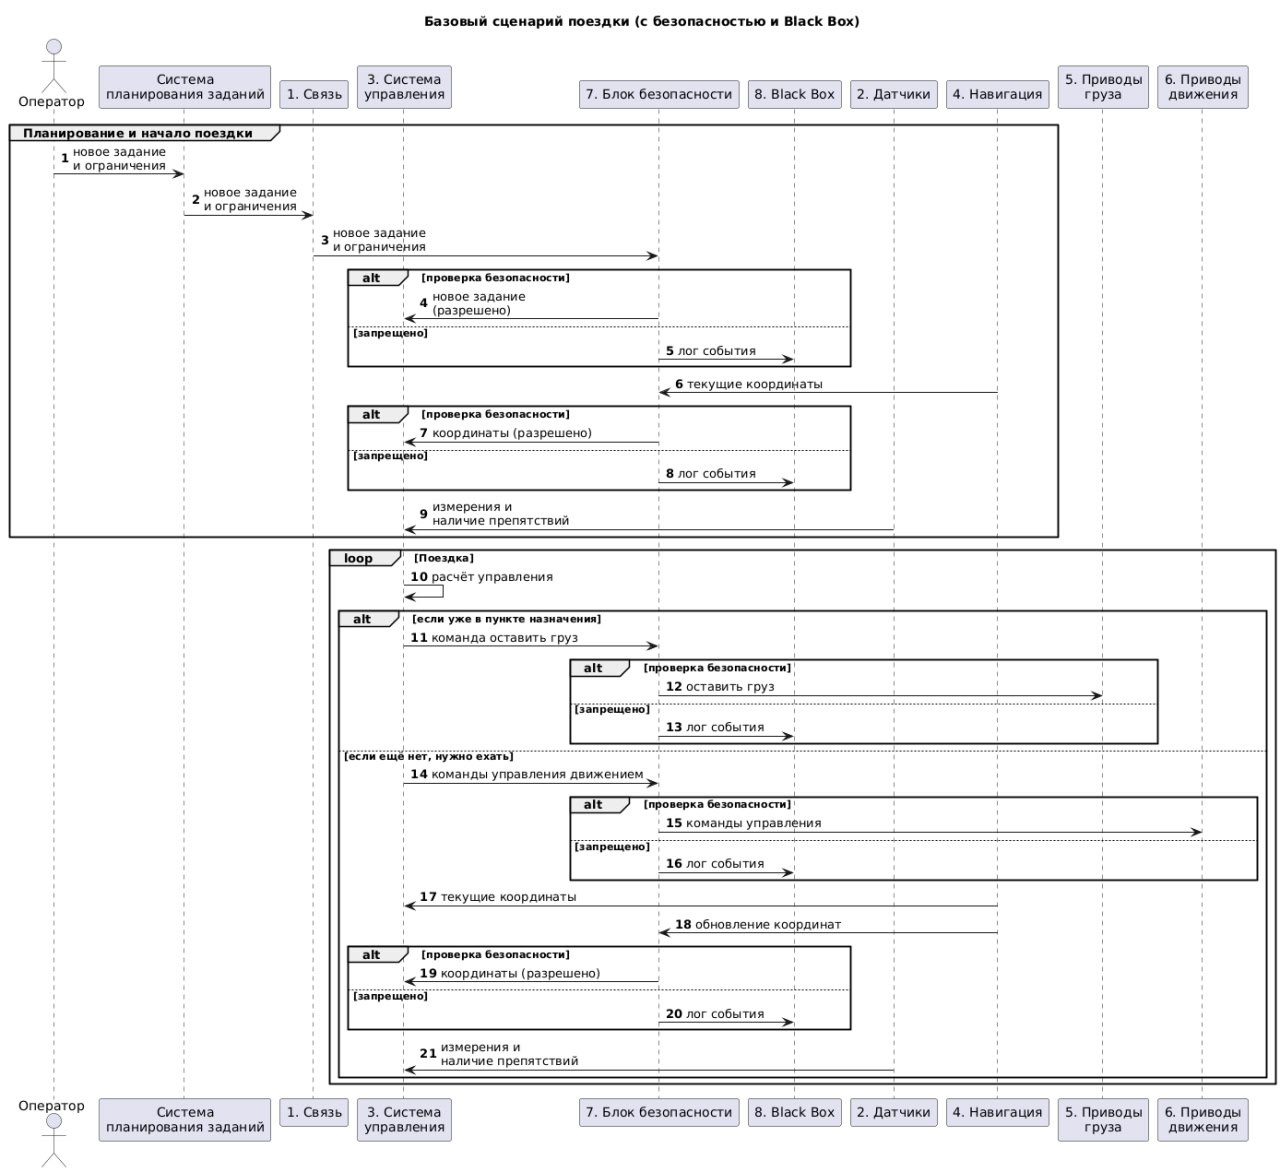 Базовый сценарий поездки (с безопасностью и Black Box)
Оператор
Система
планирования заданий
1. Связь
3. Система
управления
7. Блок безопасности
8. Black Box
2. Датчики
4. Навигация
5. Приводы
груза
6. Приводы
движения
Планирование и начало поездки
1 новое задание
и ограничения
2 новое задание
и ограничения
3 новое задание
и ограничения
alt [проверка безопасности]
4 новое задание
(разрешено)
[запрещено]
5 лог события
6 текущие координаты
alt [проверка безопасности]
7 координаты (разрешено)
[запрещено]
8 лог события
9 измерения и
наличие препятствий
loop [Поездка]
10 расчёт управления
alt [если уже в пункте назначения]
11 команда оставить груз
alt [проверка безопасности]
12 оставить груз
[запрещено]
13 лог события
[если ещё нет, нужно ехать]
14 команды управления движением
alt [проверка безопасности]
15 команды управления
[запрещено]
16 лог события
17 текущие координаты
18 обновление координат
alt [проверка безопасности]
19 координаты (разрешено)
[запрещено]
20 лог события
21 измерения и
наличие препятствий
Оператор
Система
планирования заданий
1. Связь
3. Система
управления
7. Блок безопасности
8. Black Box
2. Датчики
4. Навигация
5. Приводы
груза
6. Приводы
движения